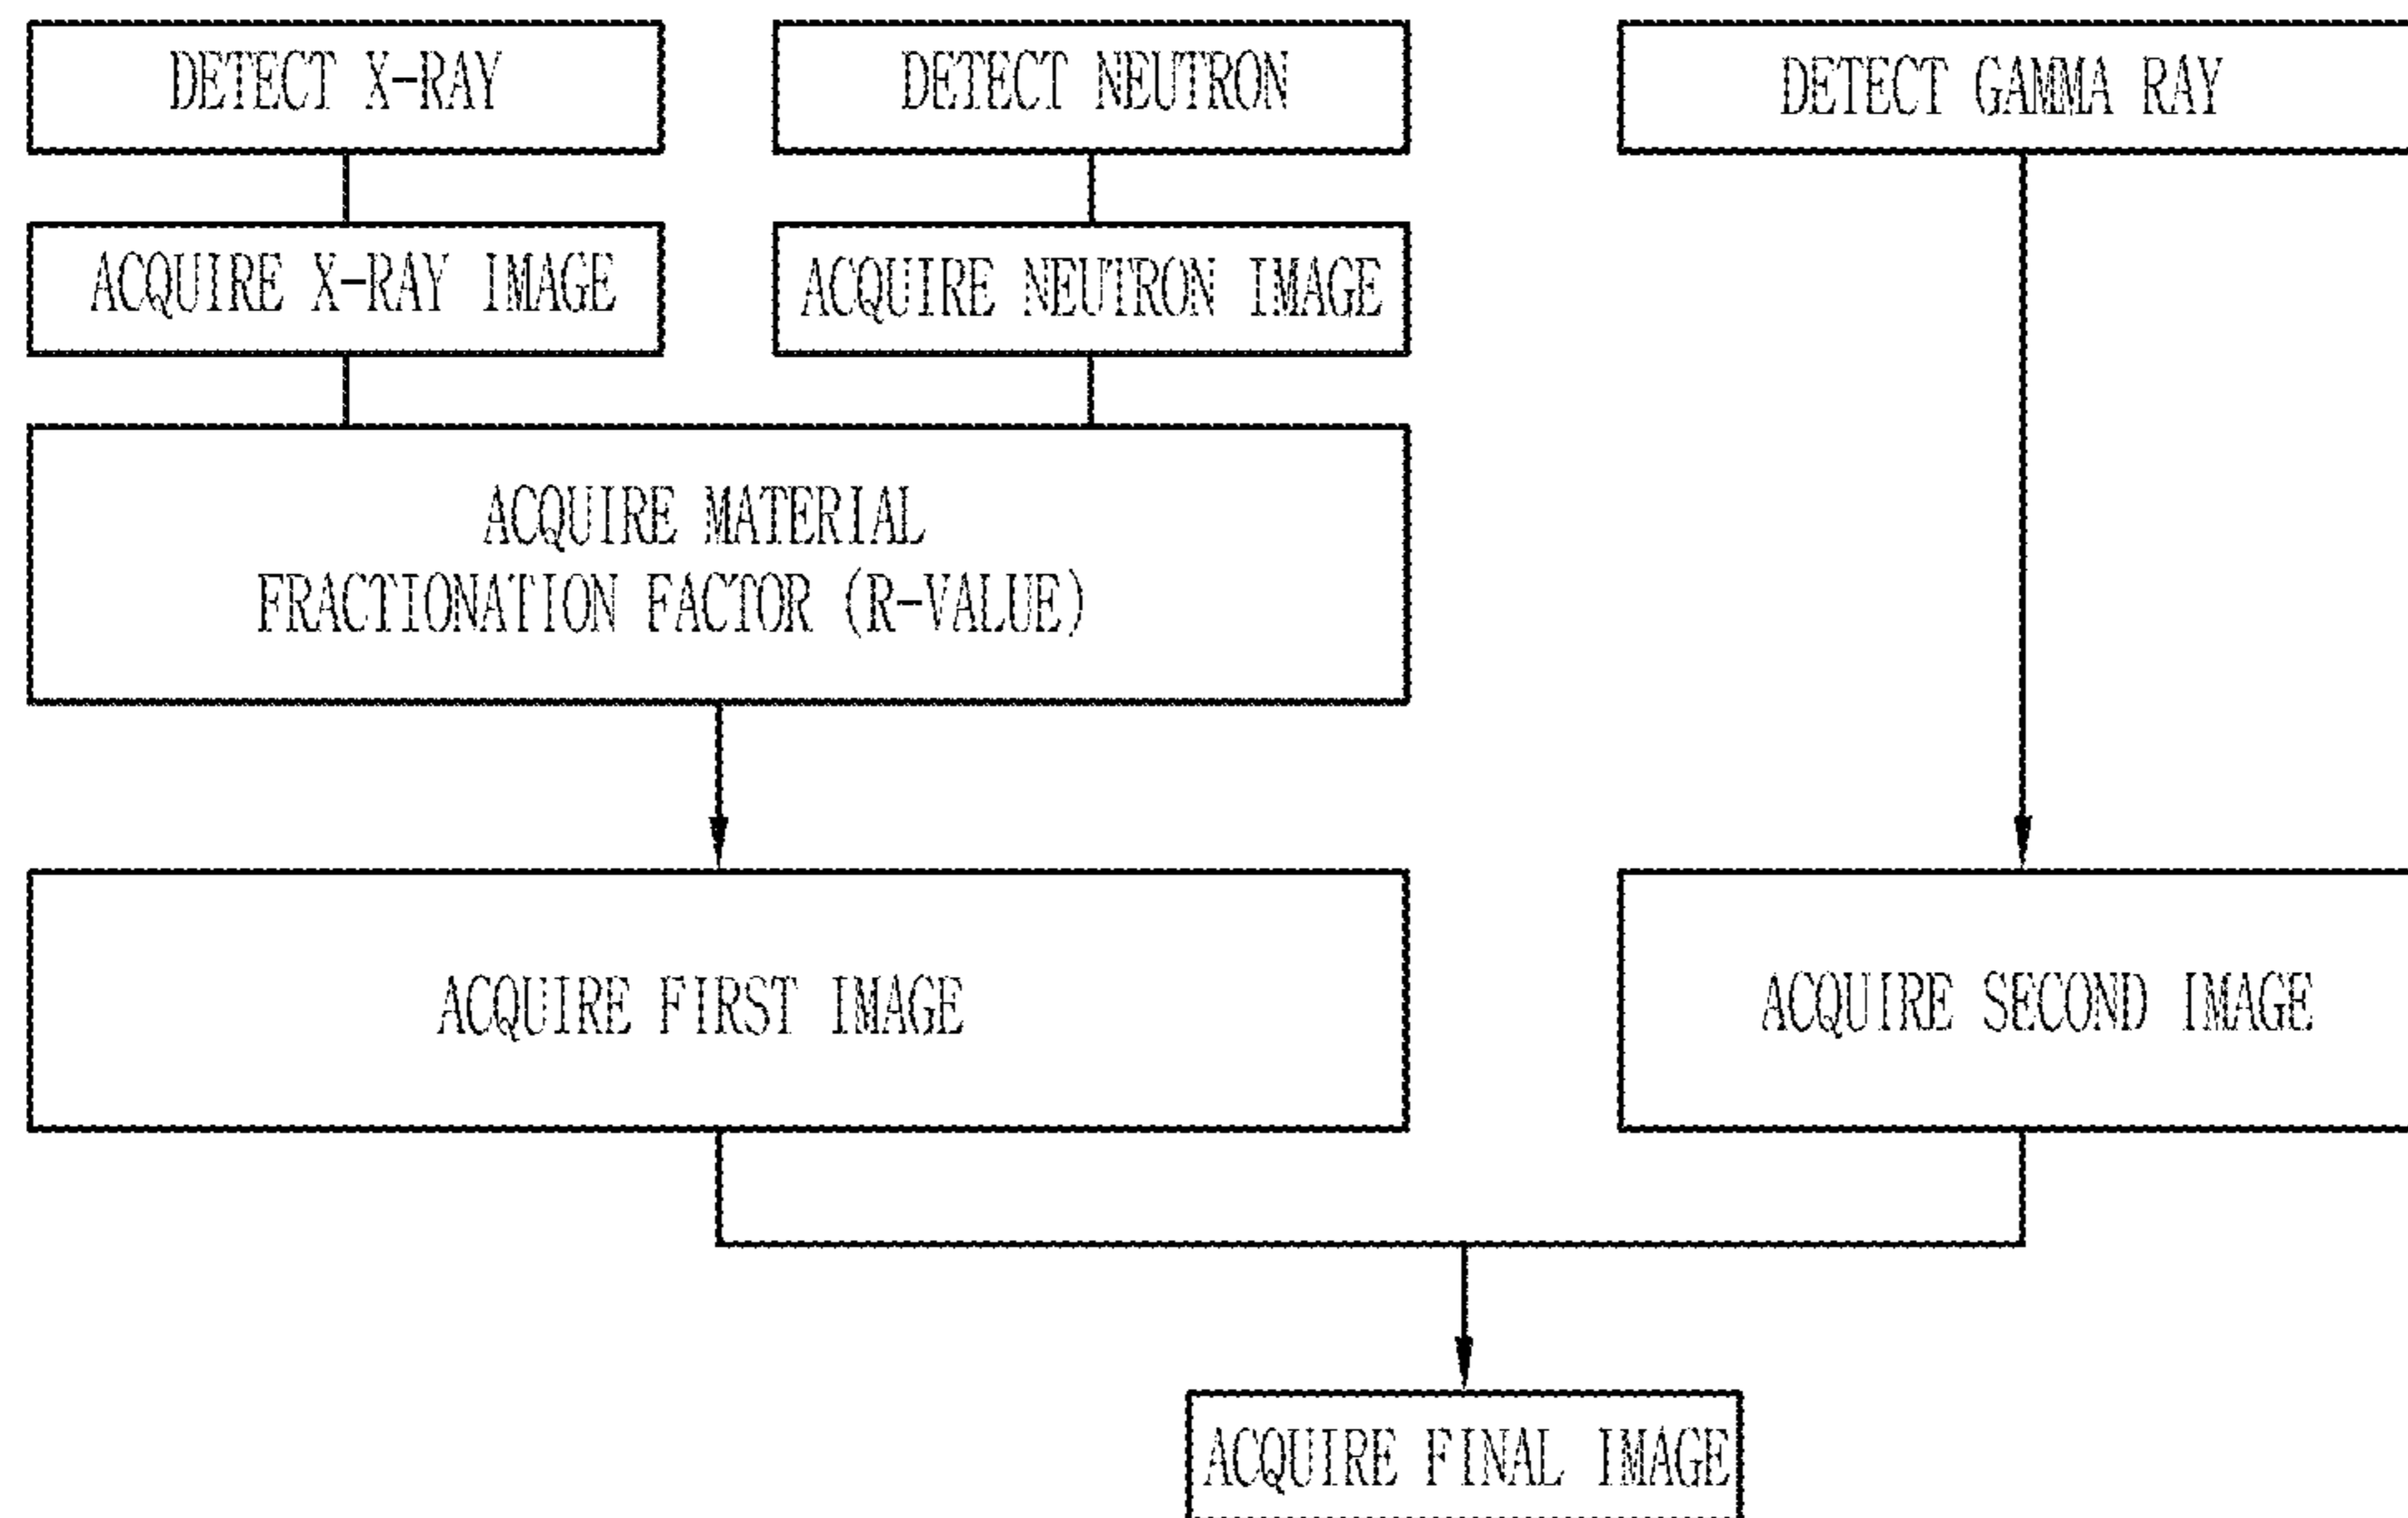 DETECT X-RAY
DETECT NEUTRON
DETECT GAMMA RAY
ACQUIRE X-RAY IMAGE
ACQUIRE NEUTRON IMAGE
ACQUIRE MATERIAL
FRACTIONATION FACTOR (R-VALUE)
ACQUIRE FIRST IMAGE
ACQUIRE SECOND IMAGE
ACQUIRE FINAL IMAGE